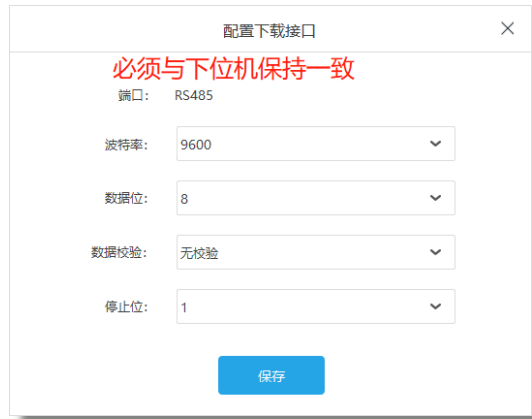 配置下载接口
必须与下位机保持一致
端口： RS485
波特率： 9600
数据位： 8
数据校验： 无校验
停止位： 1
保存